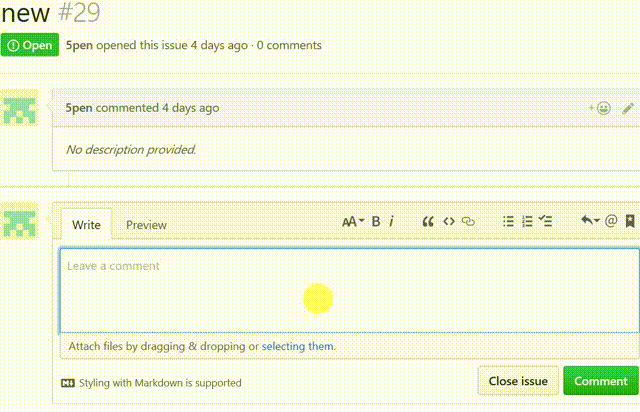 new #29
Open 5pen opened this issue 4 days ago · 0 comments
5pen commented 4 days ago
No description provided.
Write Preview AA B i
Leave a comment
Attach files by dragging & dropping or selecting them.
Styling with Markdown is supported
Close issue Comment